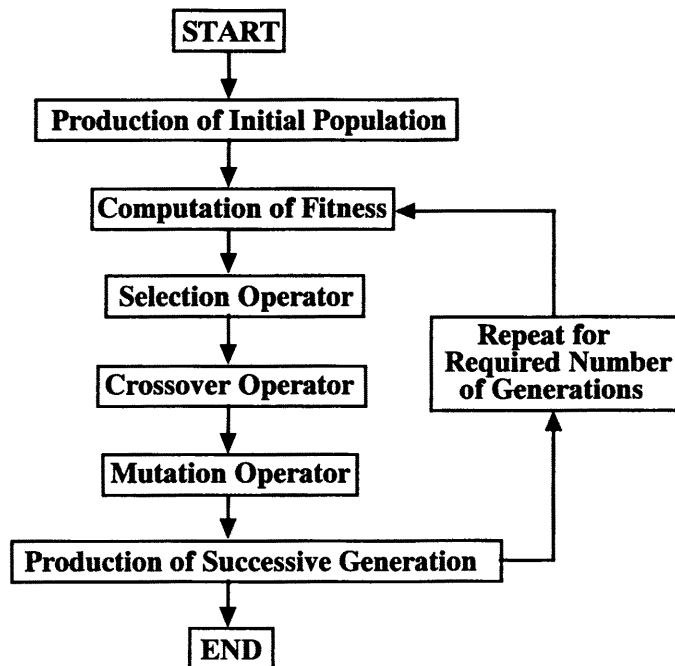 START
Production of Initial Population
Computation of Fitness
Selection Operator
Crossover Operator
Mutation Operator
Production of Successive Generation
END
Repeat for
Required Number
of Generations